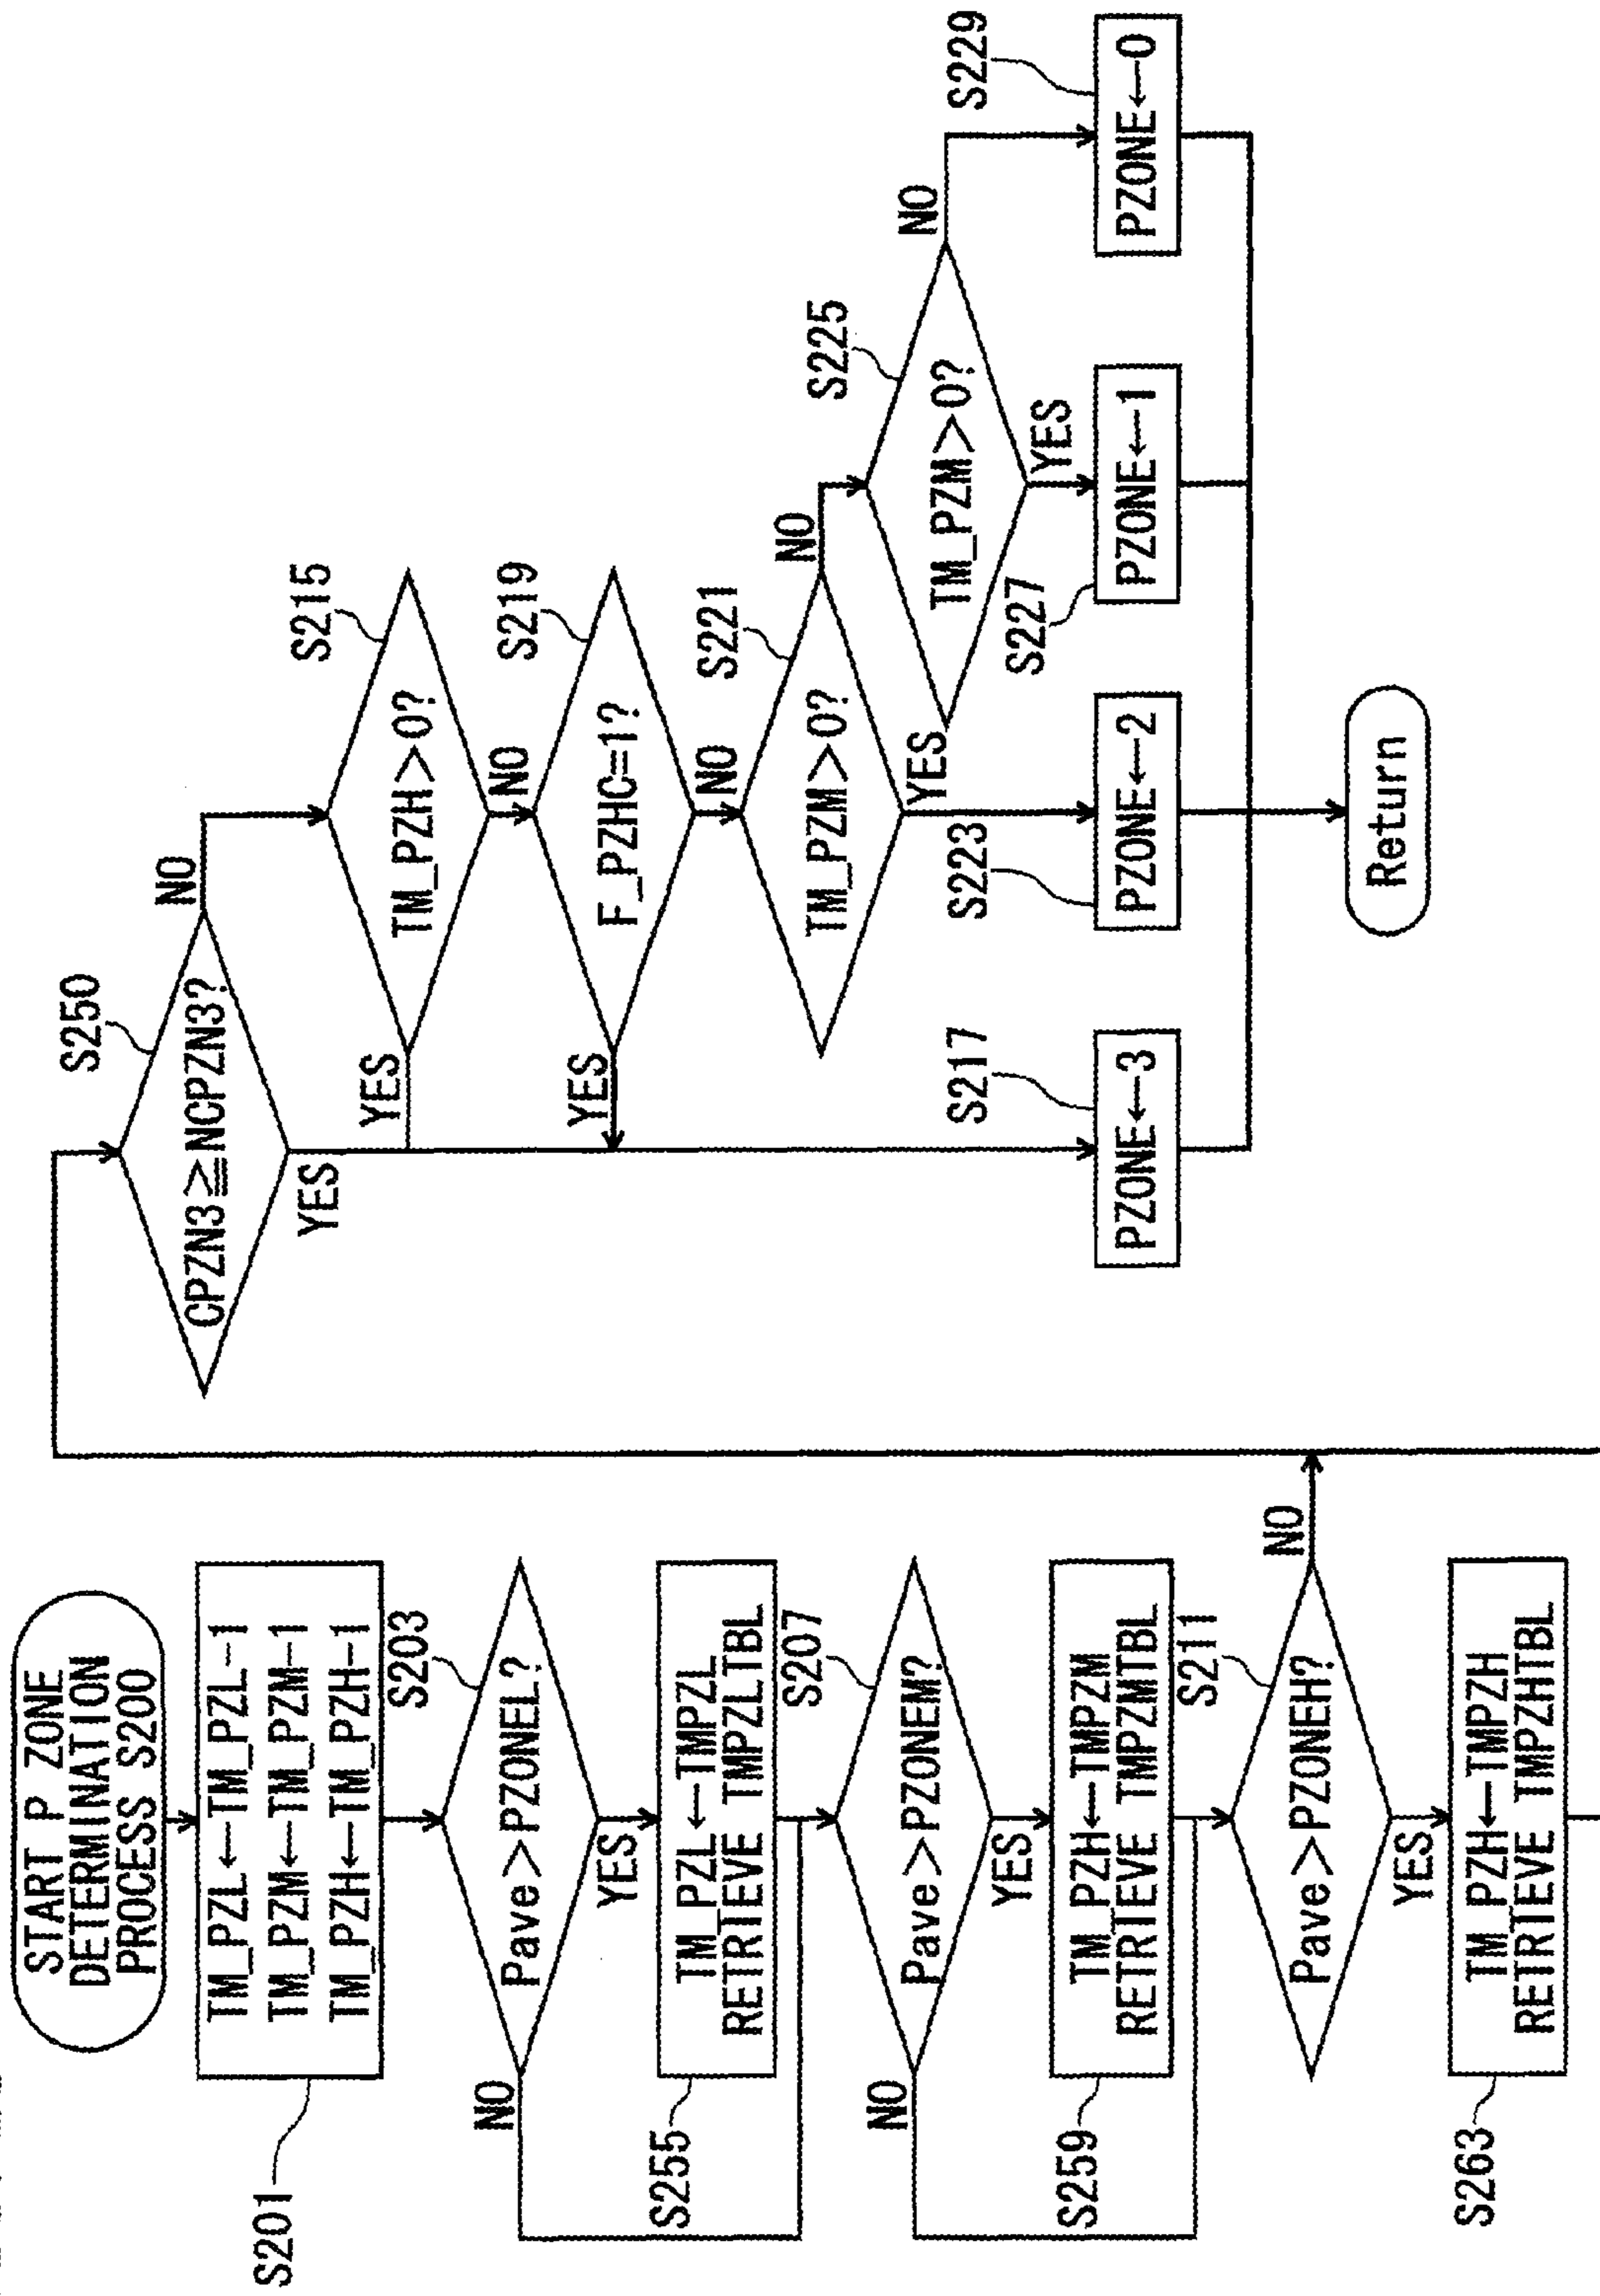 START P ZONE
DETERMINATION
PROCESS S200
TM_PZL←TM_PZL-1
TM_PZM←TM_PZM-1
TM_PZH←TM_PZH-1
S201
S203
Pave>PZONEL?
NO
YES
TM_PZL←TMPZL
RETRIEVE TMPZLTBL
S255
S207
Pave>PZONEM?
NO
YES
TM_PZH←TMPZM
RETRIEVE TMPZMTBL
S259
S211
Pave>PZONEH?
NO
YES
TM_PZH←TMPZH
RETRIEVE TMPZHTBL
S263
S250
CPZN3≧NCPZN3?
NO
YES
S215
TM_PZH>0?
YES
NO
S219
F_PZHC=1?
YES
NO
S221
TM_PZM>0?
NO
YES
S225
TM_PZM>0?
NO
YES
S217
PZONE←3
S223
PZONE←2
S227
PZONE←1
S229
PZONE←0
Return